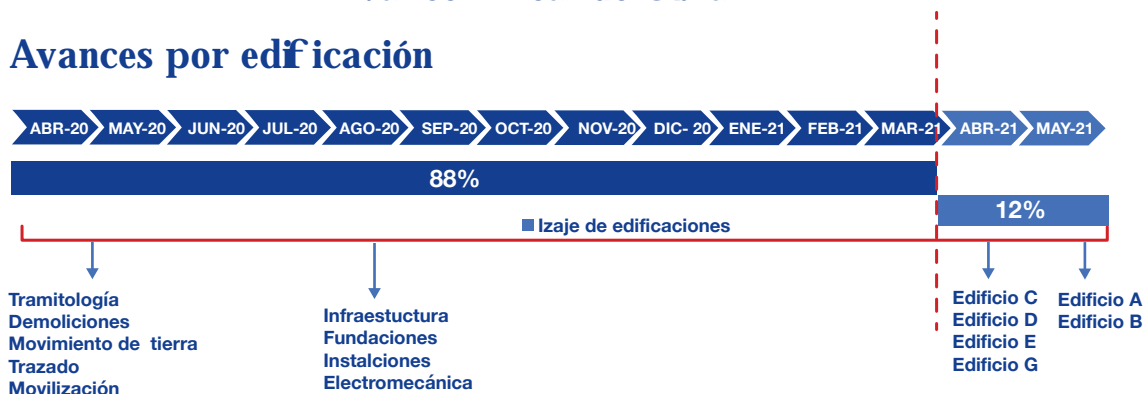 Avances por edificación
ABR-20 MAY-20 JUN-20 JUL-20 AGO-20 SEP-20 OCT-20 NOV-20 DIC- 20 ENE-21 FEB-21 MAR-21 ABR-21 MAY-21
88%
12%
Izaje de edificaciones
Tramitología
Demoliciones
Movimiento de tierra
Trazado
Movilización
Infraestuctura
Fundaciones
Instalciones
Electromecánica
Edificio C
Edificio D
Edificio E
Edificio G
Edificio A
Edificio B